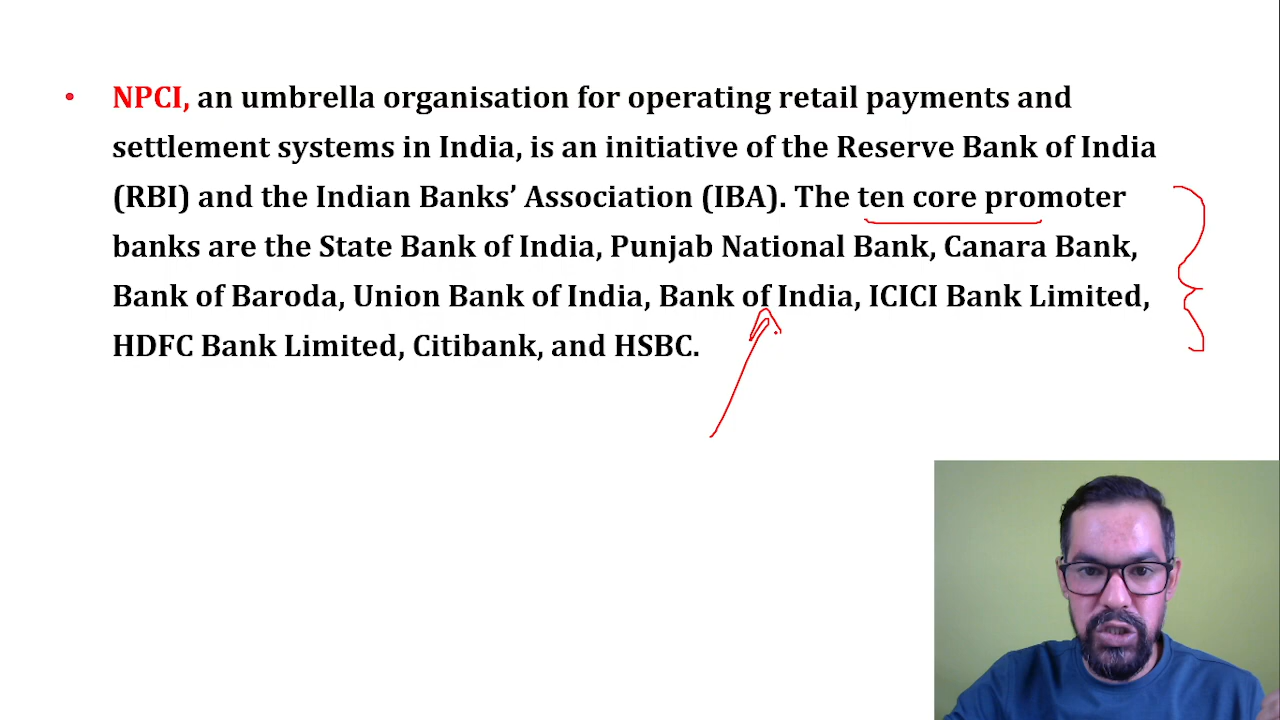 • NPCI, an umbrella organisation for operating retail payments and
settlement systems in India, is an initiative of the Reserve Bank of India
(RBI) and the Indian Banks’ Association (IBA). The ten core promoter
banks are the State Bank of India, Punjab National Bank, Canara Bank,
Bank of Baroda, Union Bank of India, Bank of India, ICICI Bank Limited,
HDFC Bank Limited, Citibank, and HSBC.